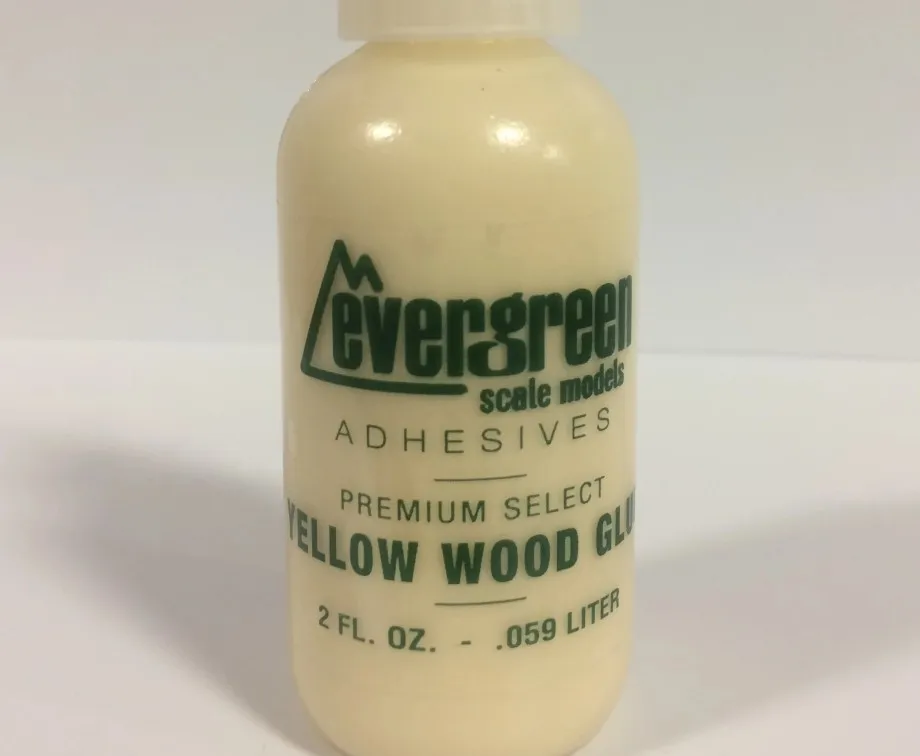 evergreen
scale models
ADHESIVES
PREMIUM SELECT
YELLOW WOOD GLU
2 FL. OZ. - .059 LITER